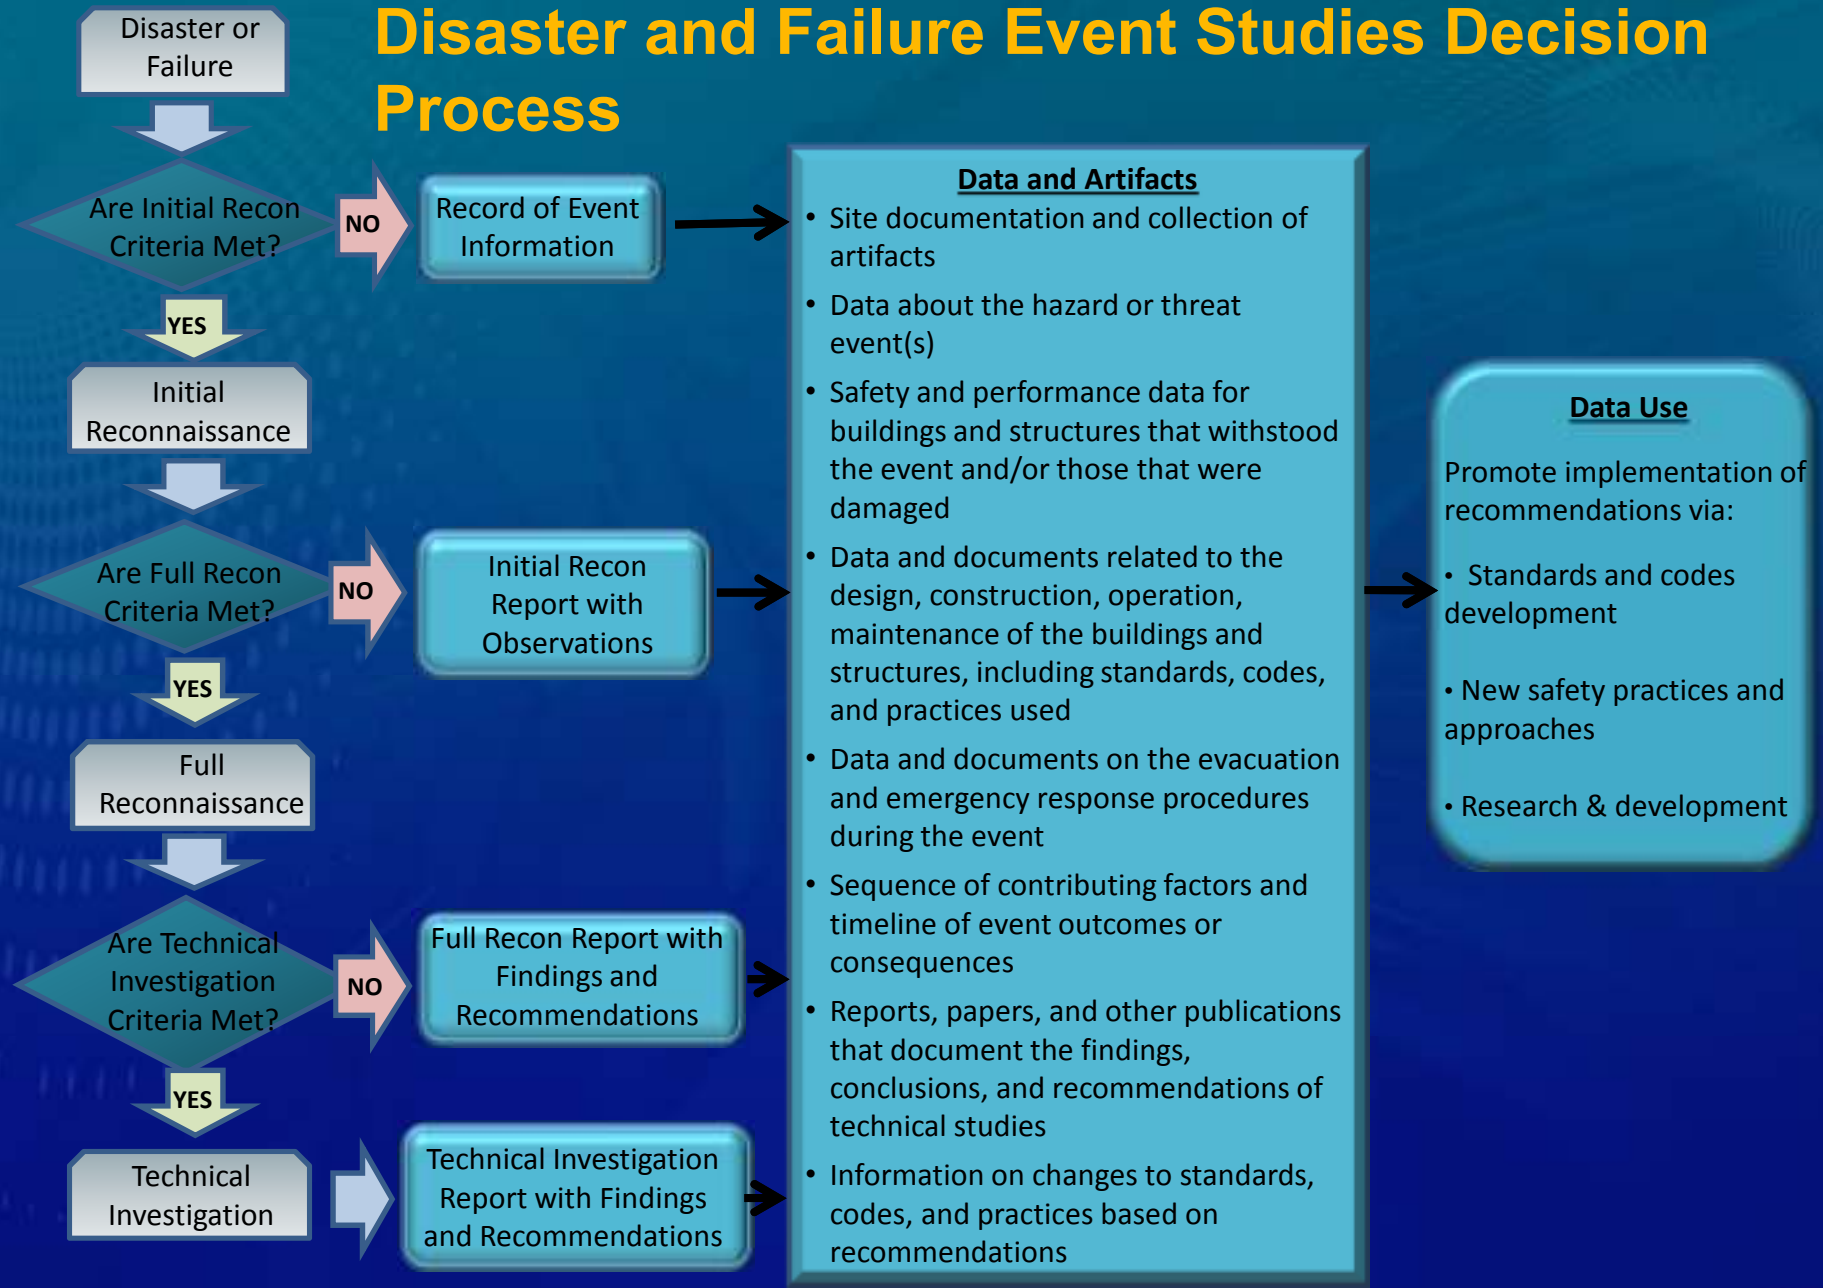 Disaster and Failure Event Studies Decision
Process
Disaster or
Failure
Are Initial Recon
Criteria Met?
NO
Record of Event
Information
YES
Initial
Reconnaissance
Are Full Recon
Criteria Met?
NO
Initial Recon
Report with
Observations
YES
Full
Reconnaissance
Are Technical
Investigation
Criteria Met?
NO
Full Recon Report with
Findings and
Recommendations
YES
Technical
Investigation
Technical Investigation
Report with Findings
and Recommendations
Data and Artifacts
• Site documentation and collection of
artifacts
• Data about the hazard or threat
event(s)
• Safety and performance data for
buildings and structures that withstood
the event and/or those that were
damaged
• Data and documents related to the
design, construction, operation,
maintenance of the buildings and
structures, including standards, codes,
and practices used
• Data and documents on the evacuation
and emergency response procedures
during the event
• Sequence of contributing factors and
timeline of event outcomes or
consequences
• Reports, papers, and other publications
that document the findings,
conclusions, and recommendations of
technical studies
• Information on changes to standards,
codes, and practices based on
recommendations
Data Use
Promote implementation of
recommendations via:
• Standards and codes
development
• New safety practices and
approaches
• Research & development